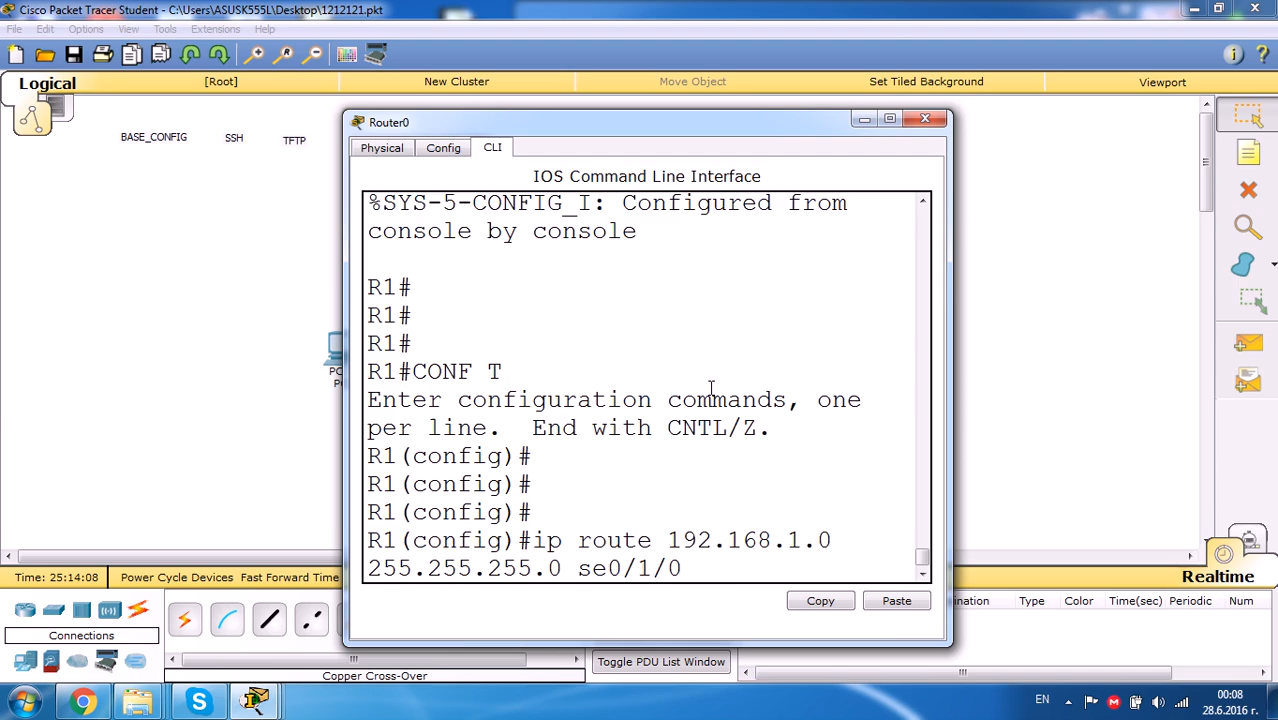 Cisco Packet Tracer Student - C:\Users\ASUSK555L\Desktop\1212121.pkt
File Edit Options View Tools Extensions Help
Logical [Root] New Cluster Move Object Set Tiled Background Viewport
BASE_CONFIG SSH TFTP
Router0
Physical Config CLI
IOS Command Line Interface
%SYS-5-CONFIG_I: Configured from
console by console
R1#
R1#
R1#
R1#CONF T
Enter configuration commands, one
per line. End with CNTL/Z.
R1(config)#
R1(config)#
R1(config)#
R1(config)#ip route 192.168.1.0
255.255.255.0 se0/1/0
Copy Paste
PC
Time: 25:14:08 Power Cycle Devices Fast Forward Time Realtime
Connections
Copper Cross-Over
Toggle PDU List Window
ination Type Color Time(sec) Periodic Num
EN 00:08
28.6.2016 г.